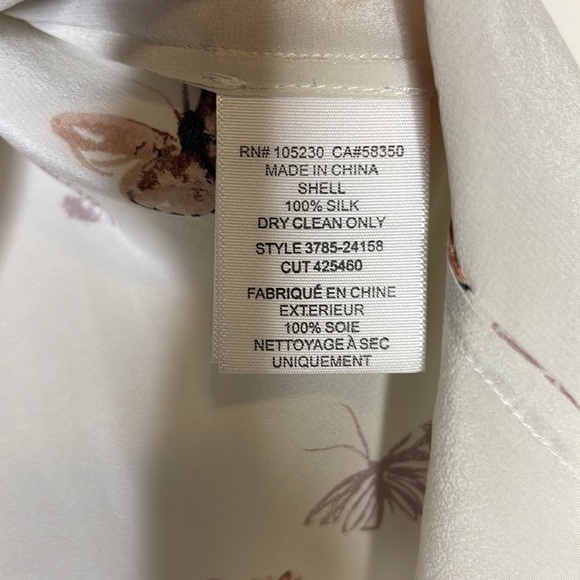 RN# 105230 CA#58350
MADE IN CHINA
SHELL
100% SILK
DRY CLEAN ONLY
STYLE 3785-24158
CUT 425460
FABRIQUÉ EN CHINE
EXTERIEUR
100% SOIE
NETTOYAGE À SEC
UNIQUEMENT